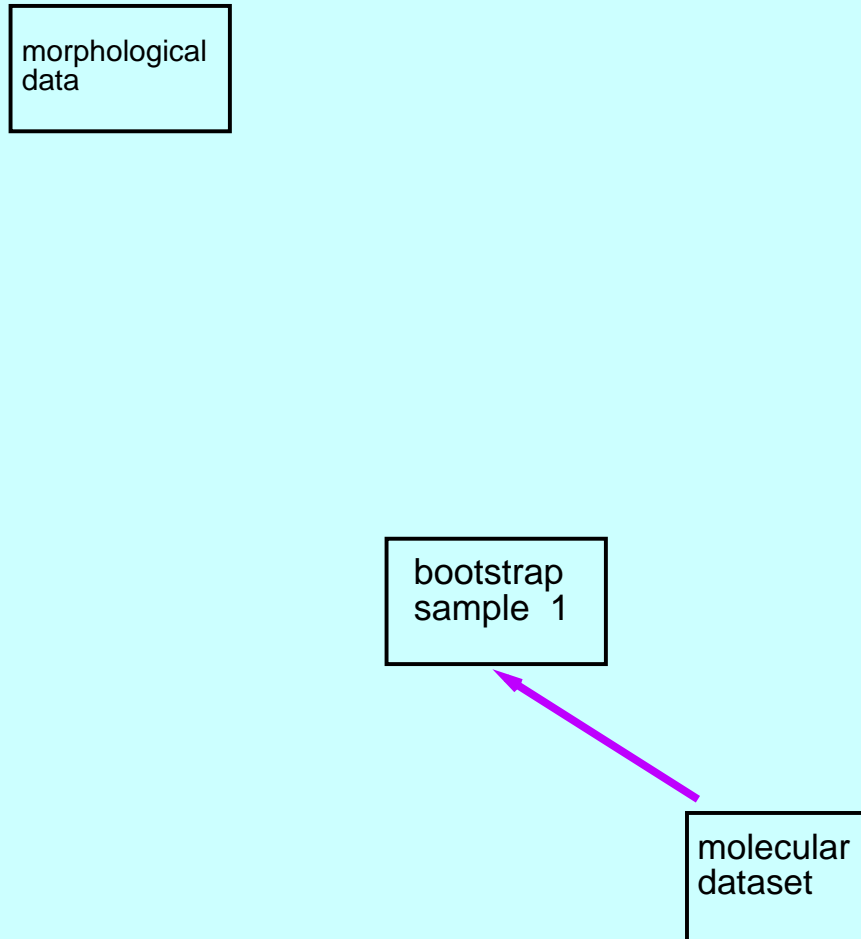 morphological
data
bootstrap
sample 1
molecular
dataset